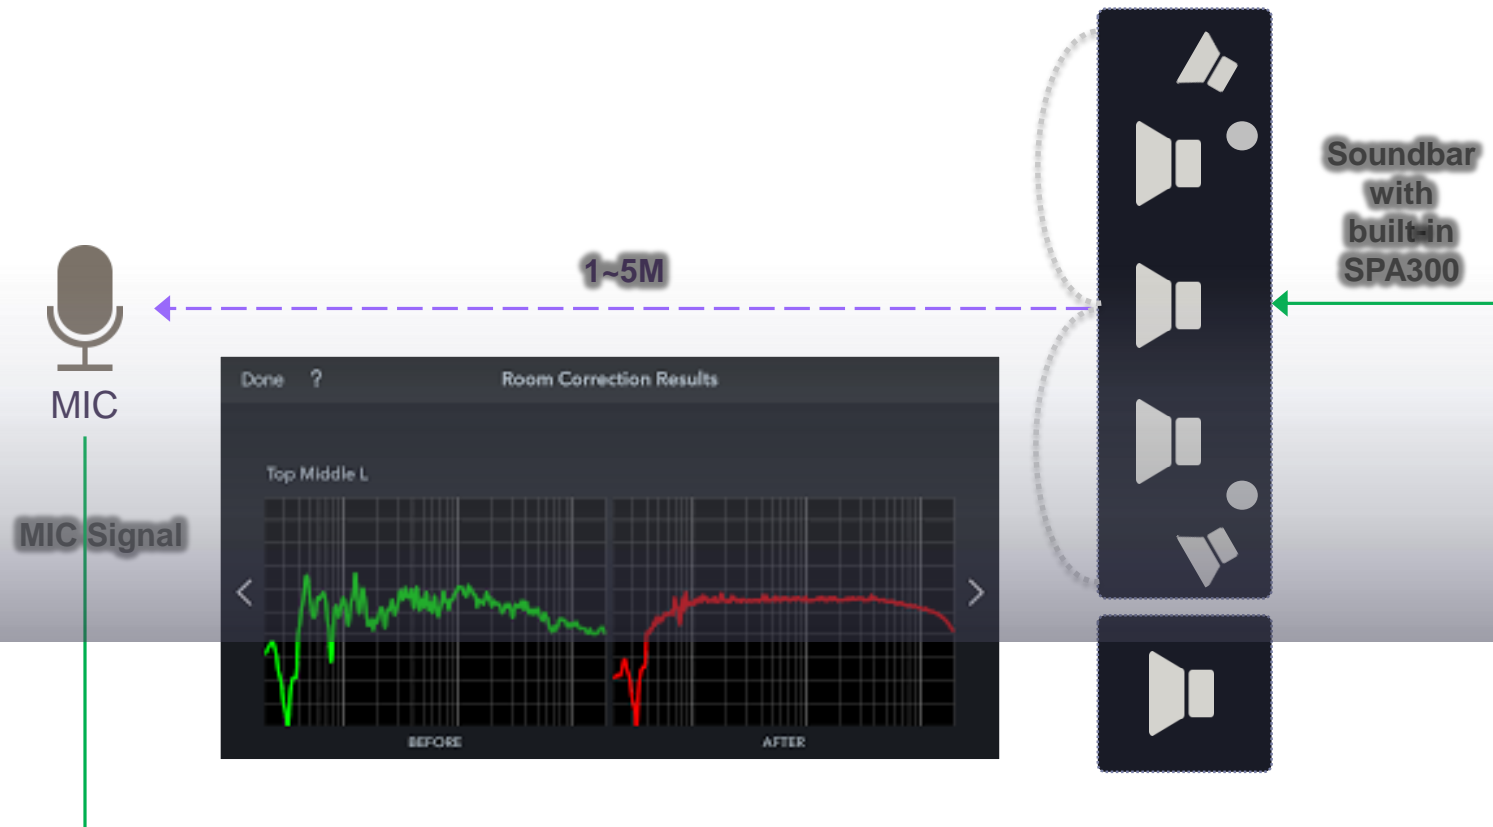 Soundbar
with
built-in
SPA300
1~5M
MIC
MIC Signal
Done ? Room Correction Results
Top Middle L
BEFORE AFTER